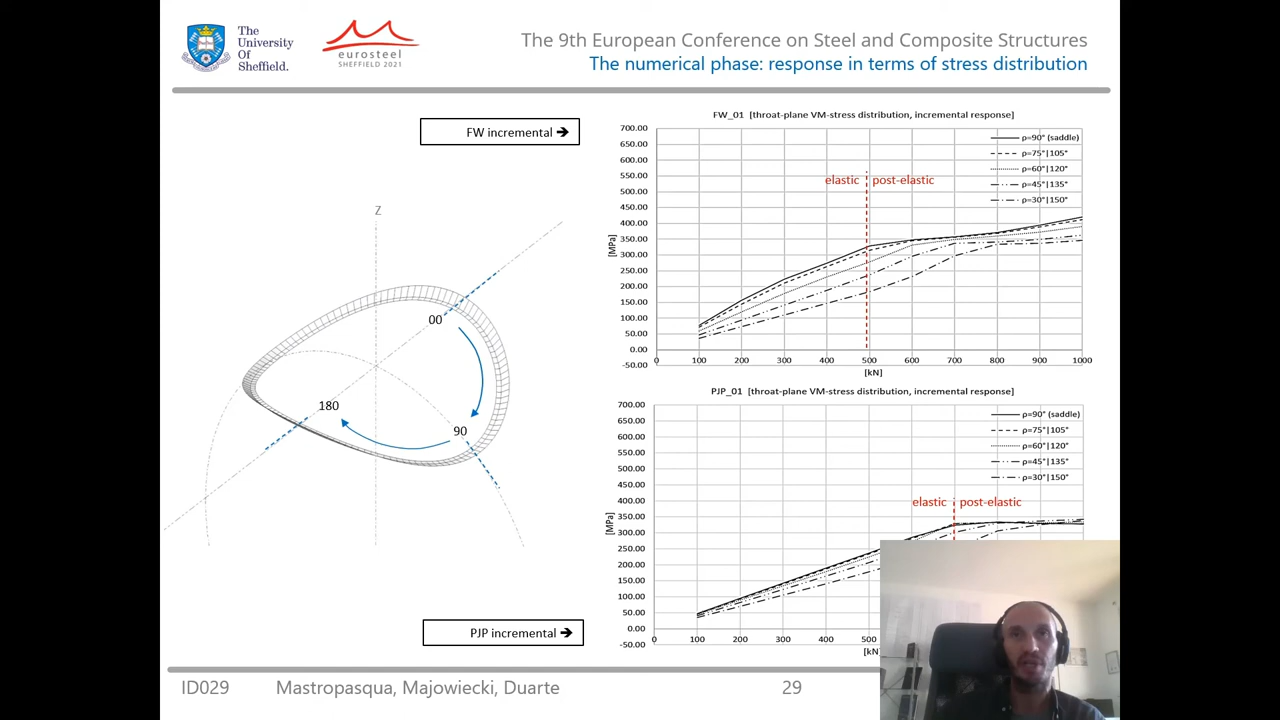 The
University
Of
Sheffield.
eurosteel
SHEFFIELD 2021
The 9th European Conference on Steel and Composite Structures
The numerical phase: response in terms of stress distribution
FW incremental ➔
Z
00
90
180
PJP incremental ➔
FW_01 [throat-plane VM-stress distribution, incremental response]
700.00
650.00
600.00
550.00
500.00
450.00
400.00
350.00
300.00
250.00
200.00
150.00
100.00
50.00
0.00
-50.00
[MPa]
0 100 200 300 400 500 600 700 800 900 1000
[kN]
elastic post-elastic
ρ=90° (saddle)
ρ=75°|105°
ρ=60°|120°
ρ=45°|135°
ρ=30°|150°
PJP_01 [throat-plane VM-stress distribution, incremental response]
700.00
650.00
600.00
550.00
500.00
450.00
400.00
350.00
300.00
250.00
200.00
150.00
100.00
50.00
0.00
-50.00
[MPa]
0 100 200 300 400 500
[kN
elastic post-elastic
ρ=90° (saddle)
ρ=75°|105°
ρ=60°|120°
ρ=45°|135°
ρ=30°|150°
ID029 Mastropasqua, Majowiecki, Duarte 29